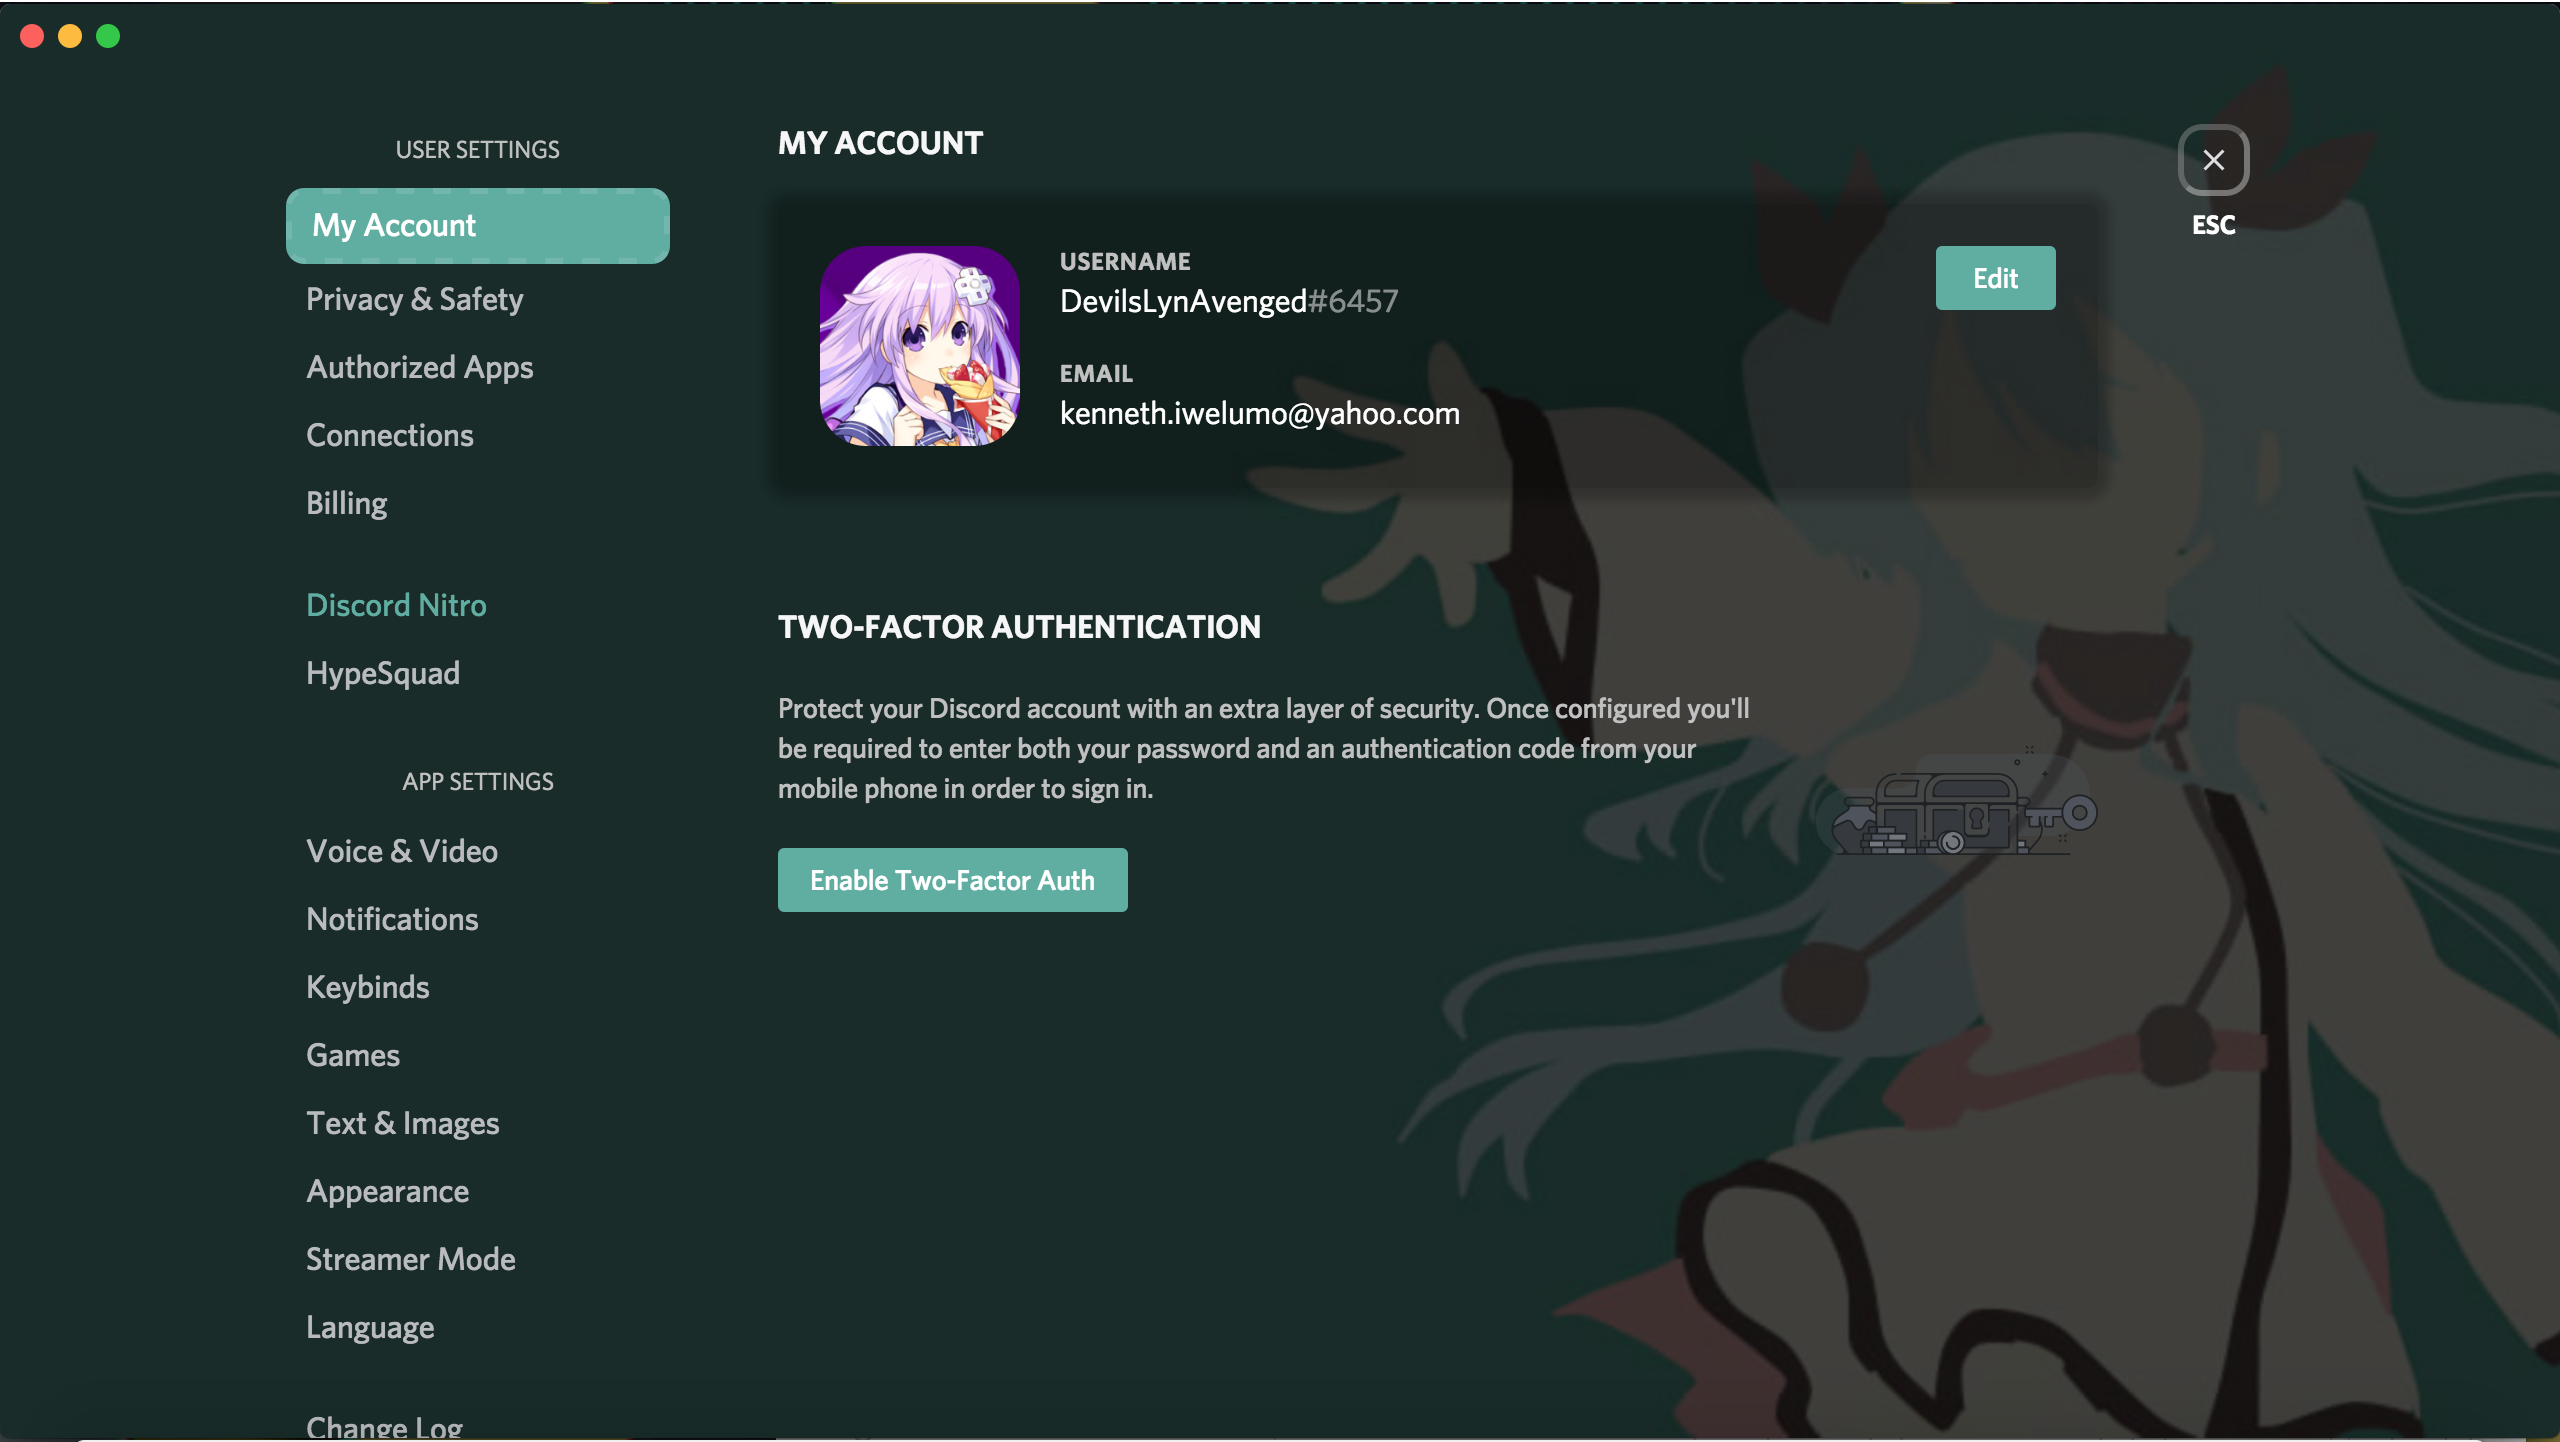 USER SETTINGS
My Account
Privacy & Safety
Authorized Apps
Connections
Billing
Discord Nitro
HypeSquad
APP SETTINGS
Voice & Video
Notifications
Keybinds
Games
Text & Images
Appearance
Streamer Mode
Language
Change Log
MY ACCOUNT
USERNAME
DevilsLynAvenged#6457
Edit
EMAIL
kenneth.iwelumo@yahoo.com
ESC
TWO-FACTOR AUTHENTICATION
Protect your Discord account with an extra layer of security. Once configured you'll
be required to enter both your password and an authentication code from your
mobile phone in order to sign in.
Enable Two-Factor Auth